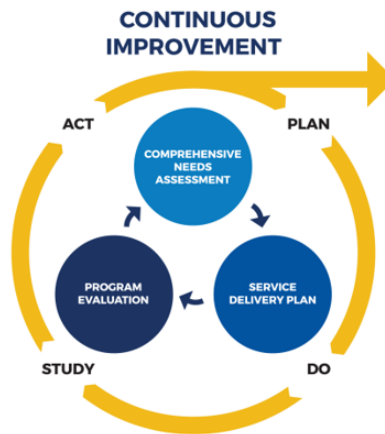 CONTINUOUS
IMPROVEMENT
ACT
PLAN
COMPREHENSIVE
NEEDS
ASSESSMENT
PROGRAM
EVALUATION
SERVICE
DELIVERY PLAN
STUDY
DO